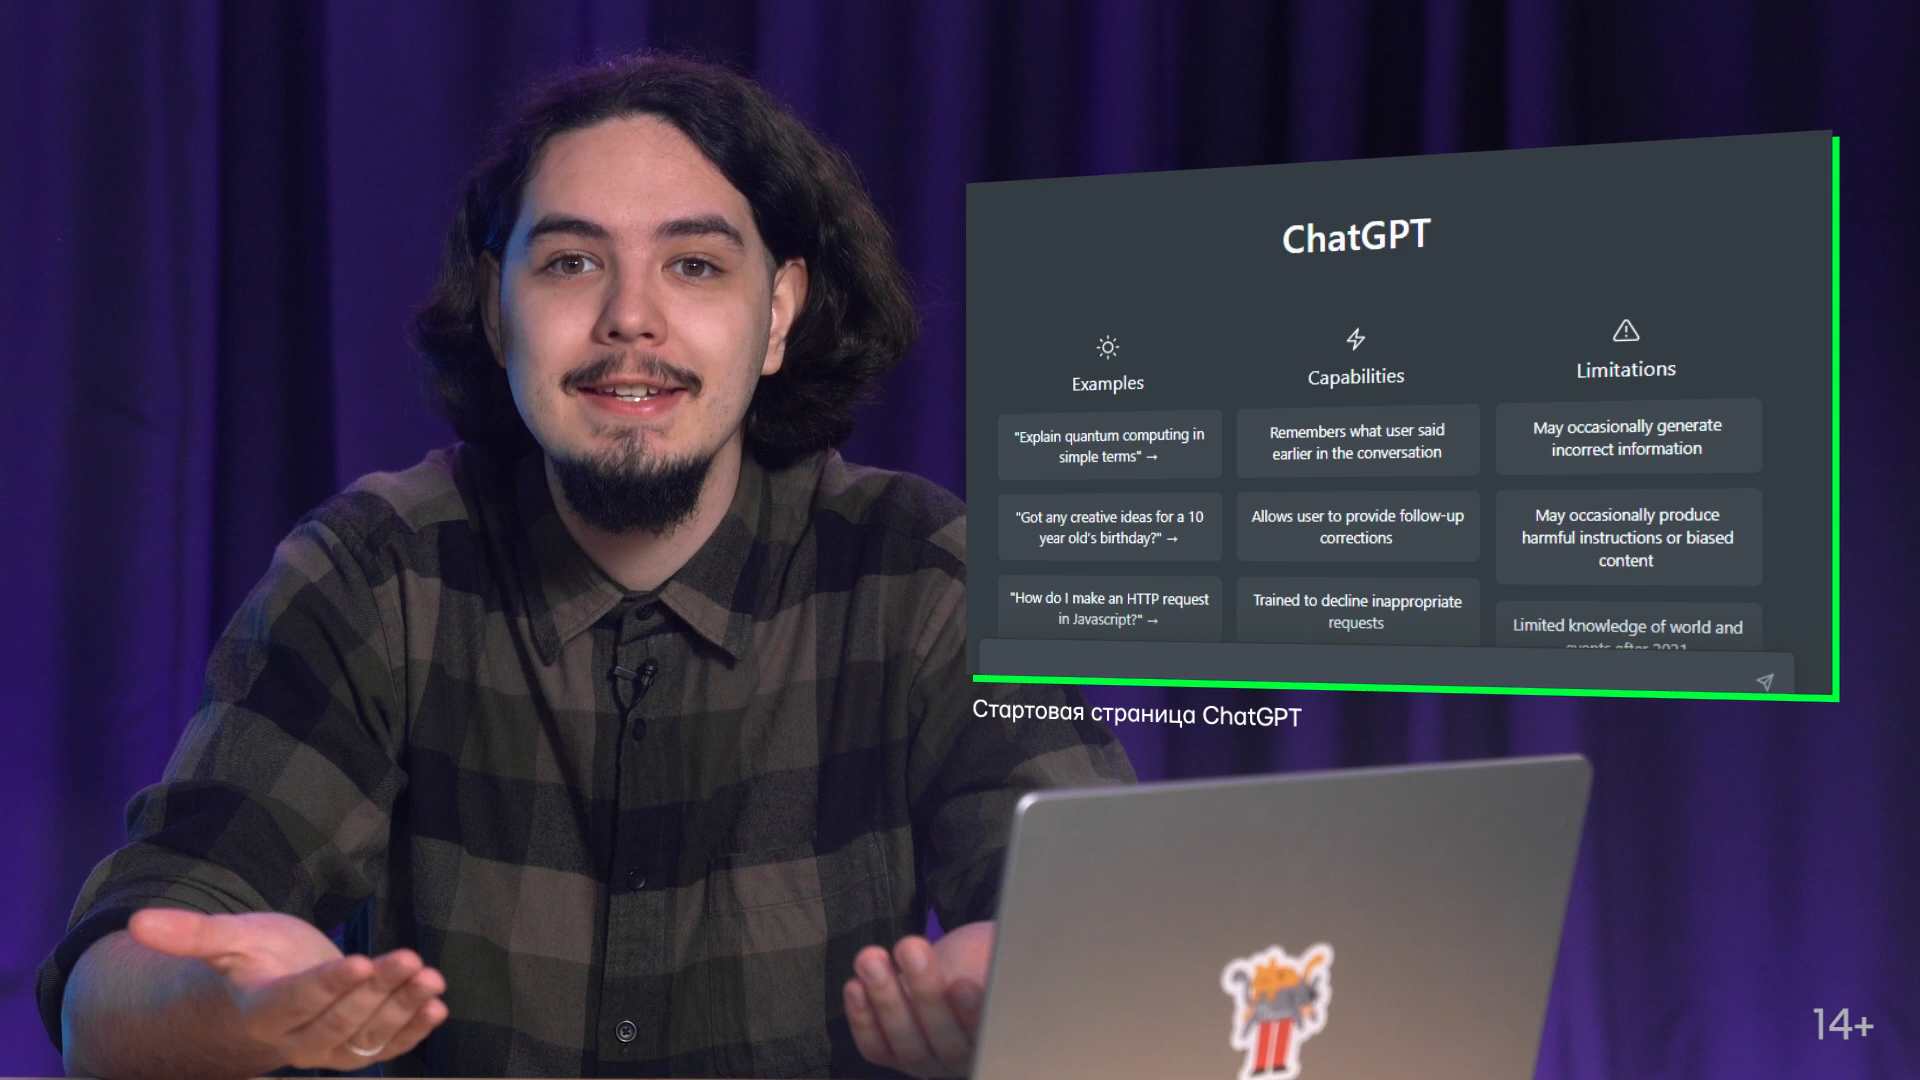 ChatGPT
Examples
"Explain quantum computing in
simple terms" →
"Got any creative ideas for a 10
year old's birthday?" →
"How do I make an HTTP request
in Javascript?" →
Capabilities
Remembers what user said
earlier in the conversation
Allows user to provide follow-up
corrections
Trained to decline inappropriate
requests
Limitations
May occasionally generate
incorrect information
May occasionally produce
harmful instructions or biased
content
Limited knowledge of world and
events after 2021
Стартовая страница ChatGPT
14+